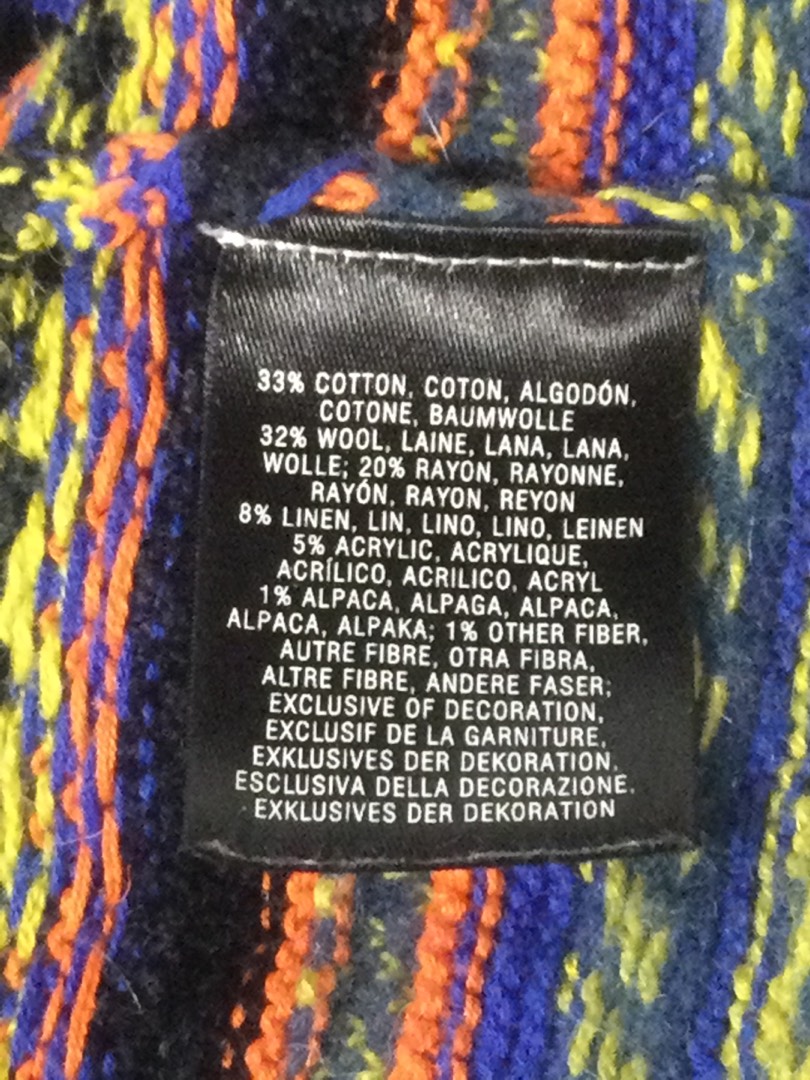 33% COTTON, COTON, ALGODÓN,
COTONE, BAUMWOLLE
32% WOOL, LAINE, LANA, LANA,
WOLLE; 20% RAYON, RAYONNE,
RAYÓN, RAYON, REYON
8% LINEN, LIN, LINO, LINO, LEINEN
5% ACRYLIC, ACRYLIQUE,
ACRÍLICO, ACRILICO, ACRYL
1% ALPACA, ALPAGA, ALPACA,
ALPACA, ALPAKA; 1% OTHER FIBER,
AUTRE FIBRE, OTRA FIBRA,
ALTRE FIBRE, ANDERE FASER;
EXCLUSIVE OF DECORATION,
EXCLUSIF DE LA GARNITURE,
EXKLUSIVES DER DEKORATION,
ESCLUSIVA DELLA DECORAZIONE,
EXKLUSIVES DER DEKORATION